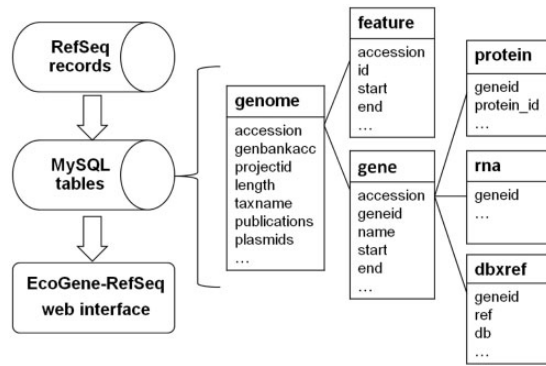 RefSeq
records
MySQL
tables
EcoGene-RefSeq
web interface
genome
accession
genbankacc
projectid
length
taxname
publications
plasmids
...
feature
accession
id
start
end
...
gene
accession
geneid
name
start
end
...
protein
geneid
protein_id
...
rna
geneid
...
dbxref
geneid
ref
db
...